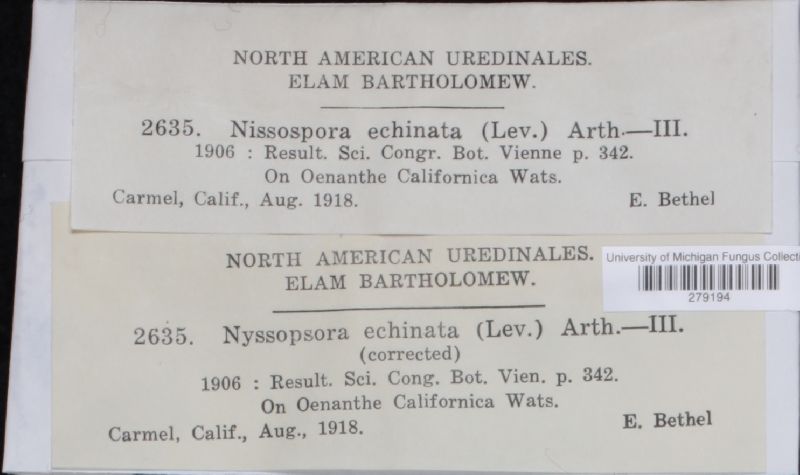 NORTH AMERICAN UREDINALES.
ELAM BARTHOLOMEW.
2635. Nissospora echinata (Lev.) Arth.—III.
1906 : Result. Sci. Congr. Bot. Vienne p. 342.
On Oenanthe Californica Wats.
Carmel, Calif., Aug. 1918. E. Bethel
NORTH AMERICAN UREDINALES.
ELAM BARTHOLOMEW.
University of Michigan Fungus Collecti
279194
2635. Nyssopsora echinata (Lev.) Arth.—III.
(corrected)
1906 : Result. Sci. Cong. Bot. Vien. p. 342.
On Oenanthe Californica Wats.
Carmel, Calif., Aug., 1918. E. Bethel